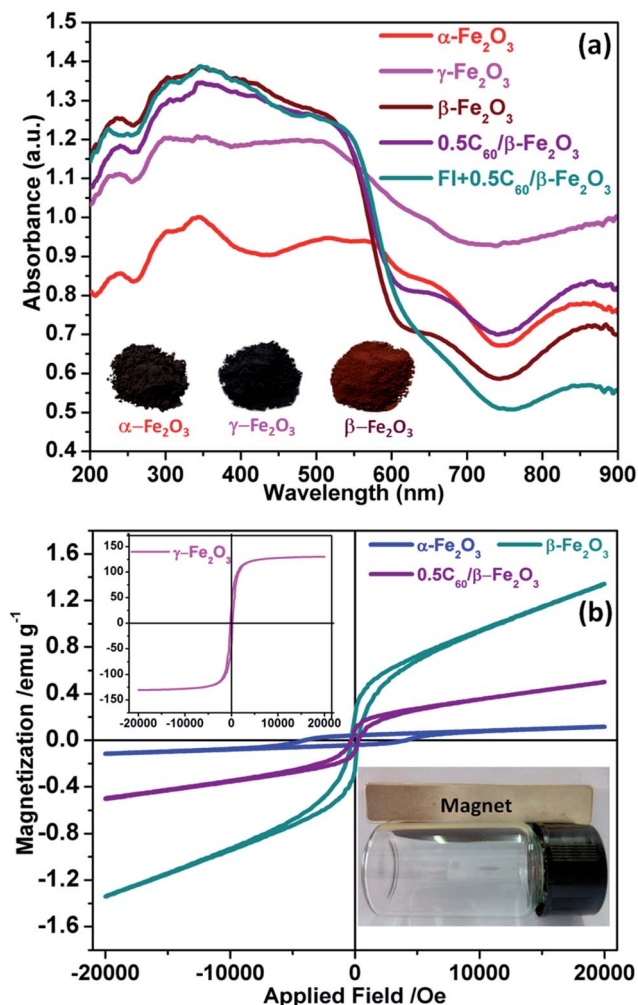 (a)
α-Fe₂O₃
γ-Fe₂O₃
β-Fe₂O₃
0.5C₆₀/β-Fe₂O₃
FI+0.5C₆₀/β-Fe₂O₃
Absorbance (a.u.)
1.5
1.4
1.3
1.2
1.1
1.0
0.9
0.8
0.7
0.6
0.5
0.4
α–Fe₂O₃ γ–Fe₂O₃ β–Fe₂O₃
200 300 400 500 600 700 800 900
Wavelength (nm)
(b)
α-Fe₂O₃ β-Fe₂O₃
0.5C₆₀/β–Fe₂O₃
γ–Fe₂O₃
150
100
50
0
-50
-100
-150
-20000 -10000 0 10000 20000
Magnetization /emu g⁻¹
1.6
1.2
0.8
0.4
0.0
-0.4
-0.8
-1.2
-1.6
Magnet
-20000 -10000 0 10000 20000
Applied Field /Oe